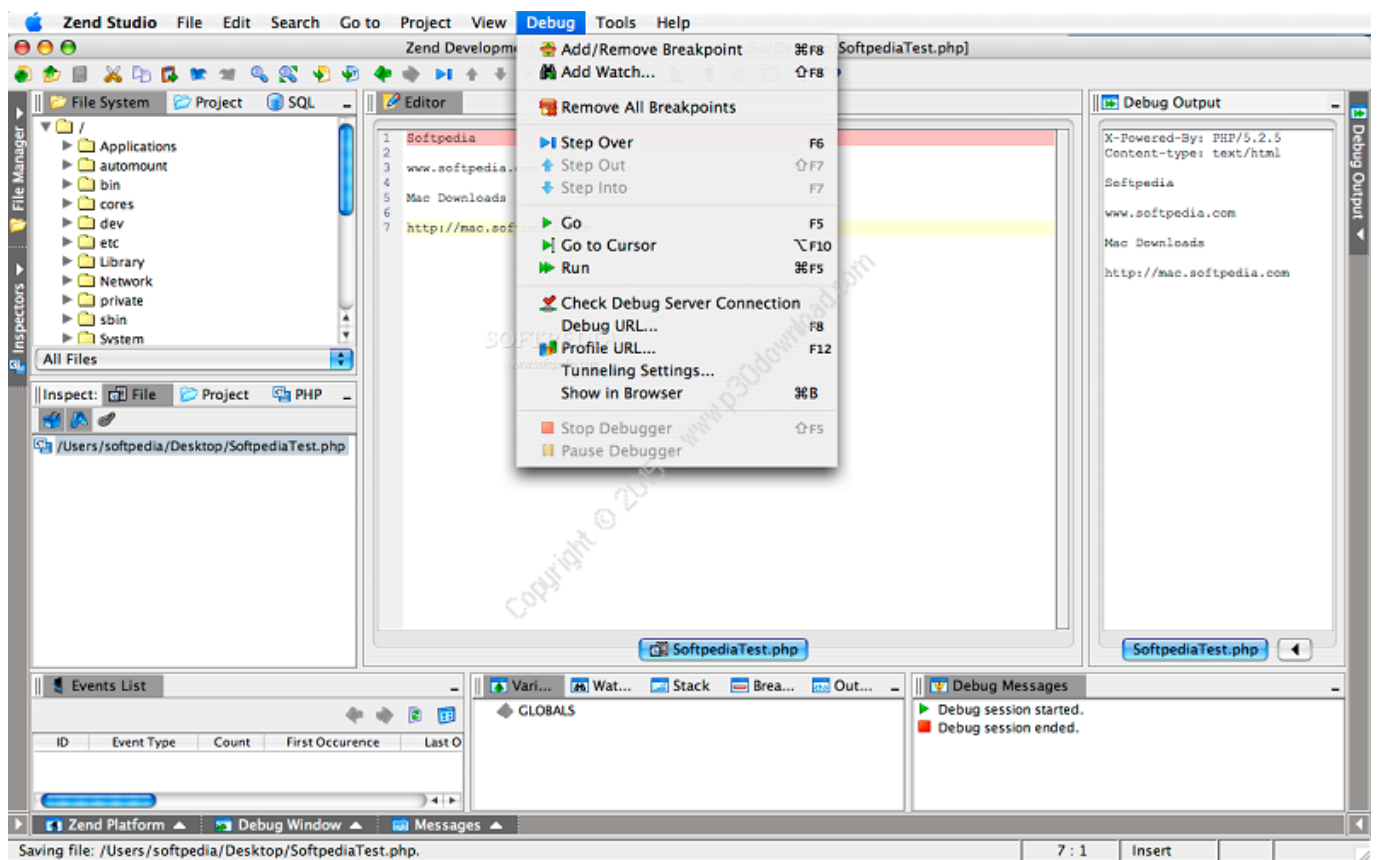 Zend Studio File Edit Search Go to Project View Debug Tools Help
Zend Developm SoftpediaTest.php]
Add/Remove Breakpoint ⌘F8
Add Watch... ⇧F8
Remove All Breakpoints
Step Over F6
Step Out ⇧F7
Step Into F7
Go F5
Go to Cursor ⌥F10
Run ⌘F5
Check Debug Server Connection
Debug URL... F8
Profile URL... F12
Tunneling Settings...
Show in Browser ⌘B
Stop Debugger ⇧F5
Pause Debugger
File Manager
Inspectors
File System Project SQL
/
Applications
automount
bin
cores
dev
etc
Library
Network
private
sbin
System
All Files
Inspect: File Project PHP
/Users/softpedia/Desktop/SoftpediaTest.php
Editor
1 Softpedia
2
3 www.softpedia.
4
5 Mac Downloads
6
7 http://mac.sof
SOFTPEDIA
Copyright © 2015 - www.p30download.com
SoftpediaTest.php
Debug Output
X-Powered-By: PHP/5.2.5
Content-type: text/html
Softpedia
www.softpedia.com
Mac Downloads
http://mac.softpedia.com
SoftpediaTest.php
Debug Output
Events List
ID Event Type Count First Occurence Last O
Vari... Wat... Stack Brea... Out...
GLOBALS
Debug Messages
Debug session started.
Debug session ended.
Zend Platform Debug Window Messages
Saving file: /Users/softpedia/Desktop/SoftpediaTest.php. 7 : 1 Insert